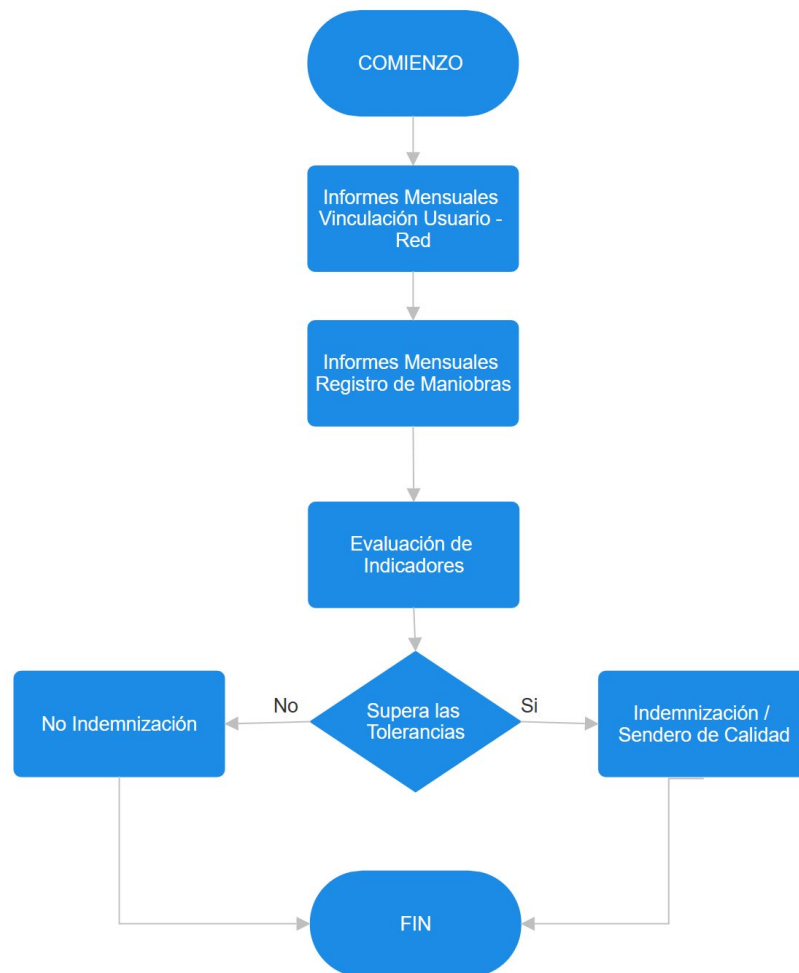 COMIENZO
Informes Mensuales
Vinculación Usuario -
Red
Informes Mensuales
Registro de Maniobras
Evaluación de
Indicadores
No Indemnización
No
Supera las
Tolerancias
Si
Indemnización /
Sendero de Calidad
FIN